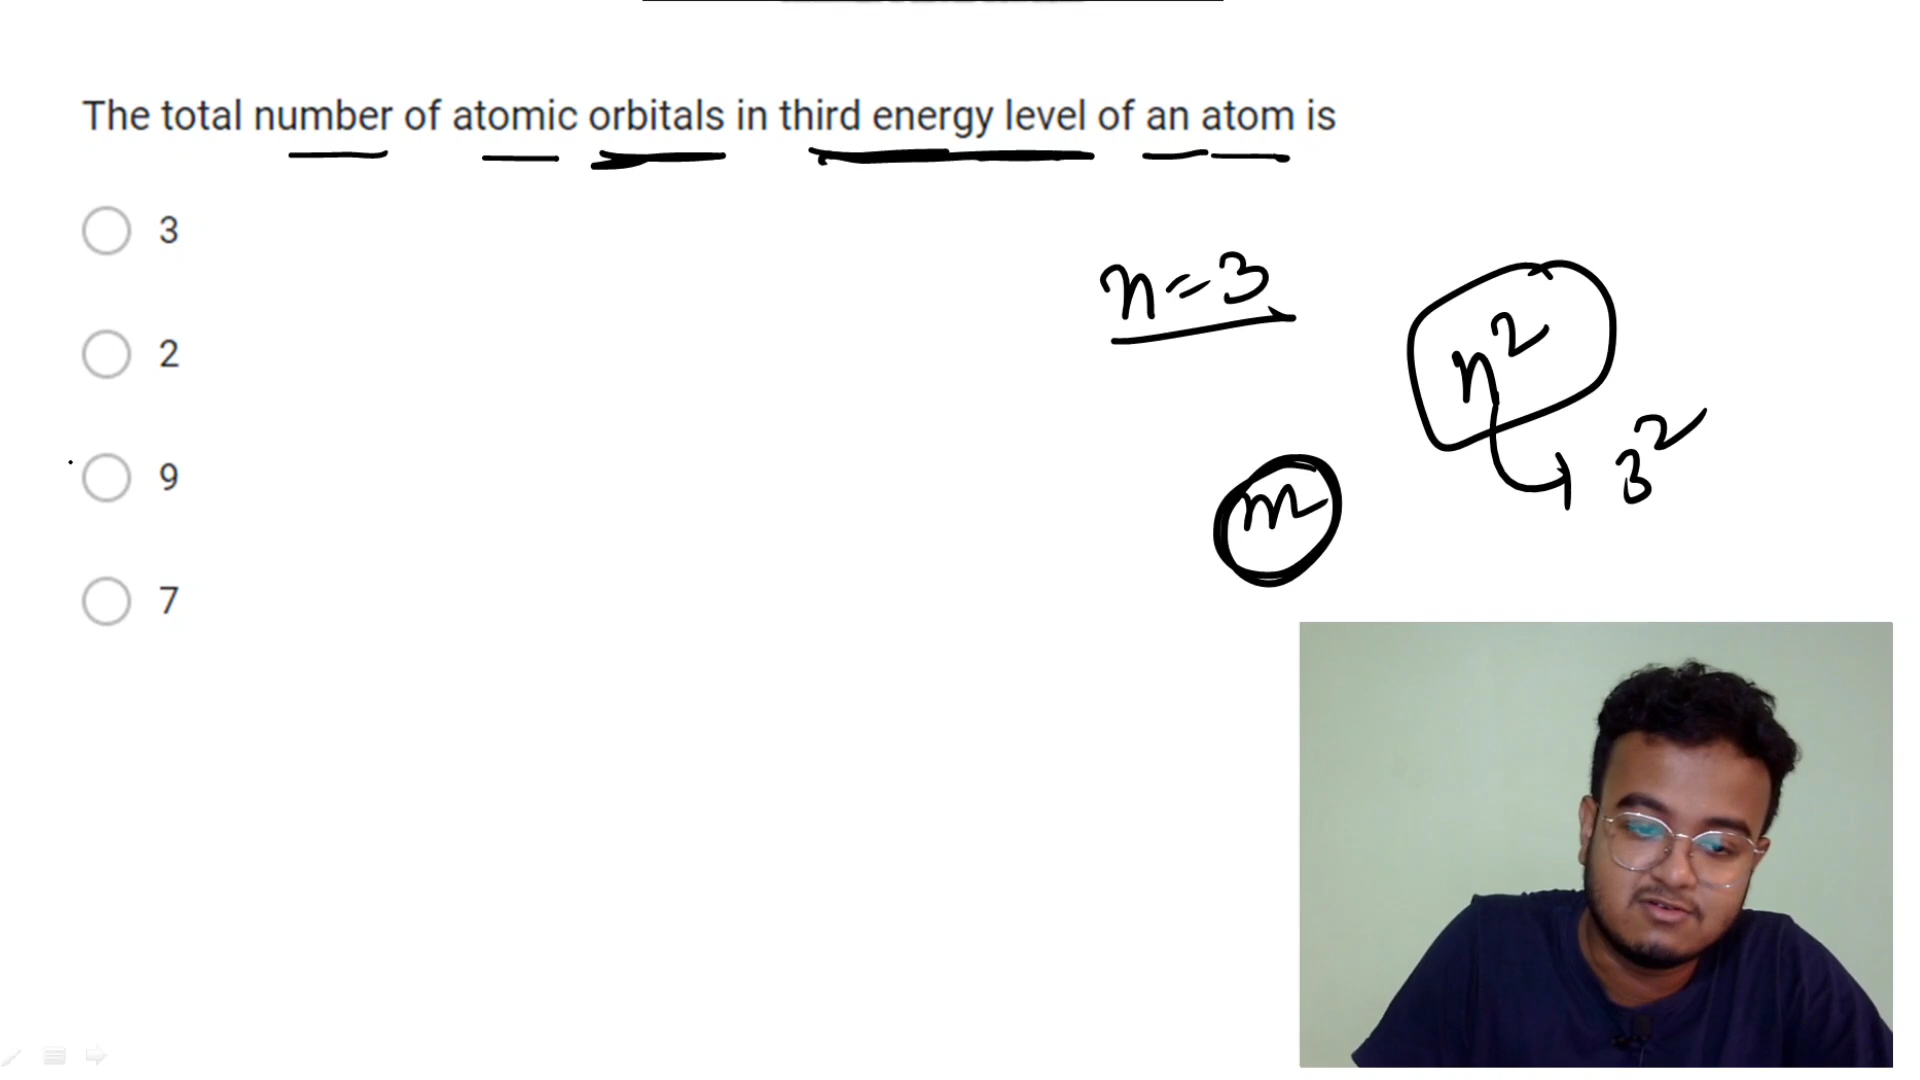 The total number of atomic orbitals in third energy level of an atom is
3
2
9
7
n=3
n²
3²
m